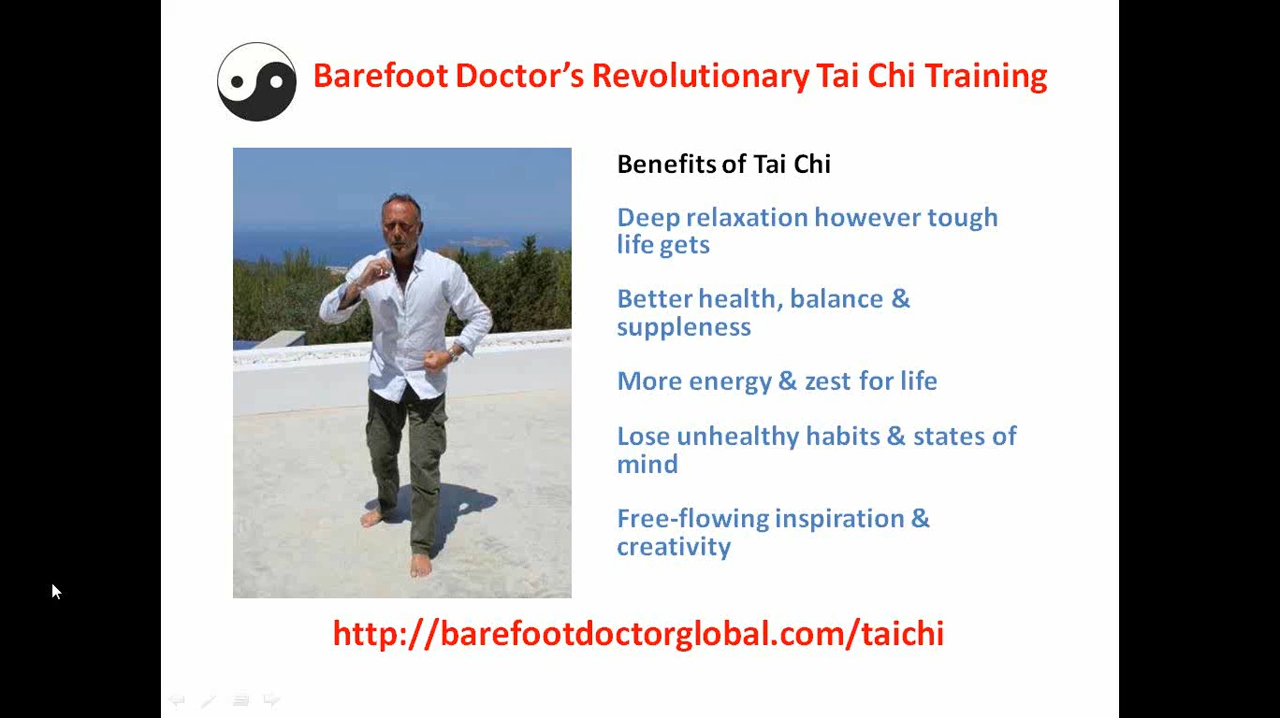 Barefoot Doctor's Revolutionary Tai Chi Training
Benefits of Tai Chi
Deep relaxation however tough
life gets
Better health, balance &
suppleness
More energy & zest for life
Lose unhealthy habits & states of
mind
Free-flowing inspiration &
creativity
http://barefootdoctorglobal.com/taichi